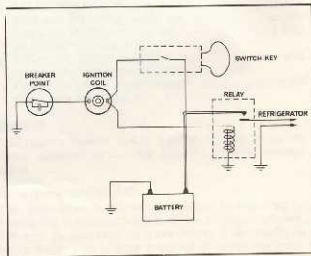 SWITCH KEY
BREAKER
POINT
IGNITION
COIL
RELAY
REFRIGERATOR
BATTERY